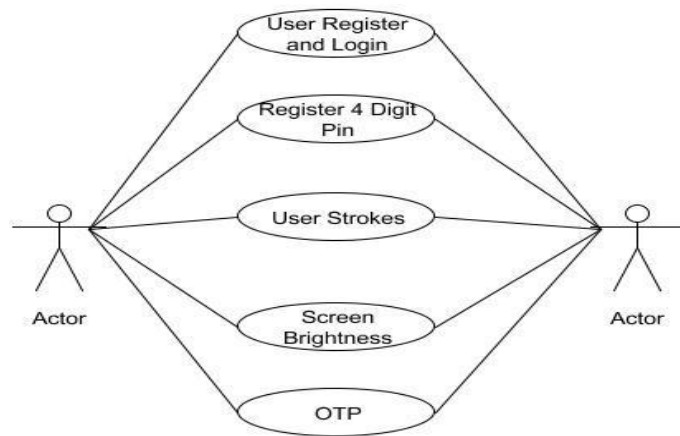 User Register
and Login
Register 4 Digit
Pin
User Strokes
Actor
Actor
Screen
Brightness
OTP